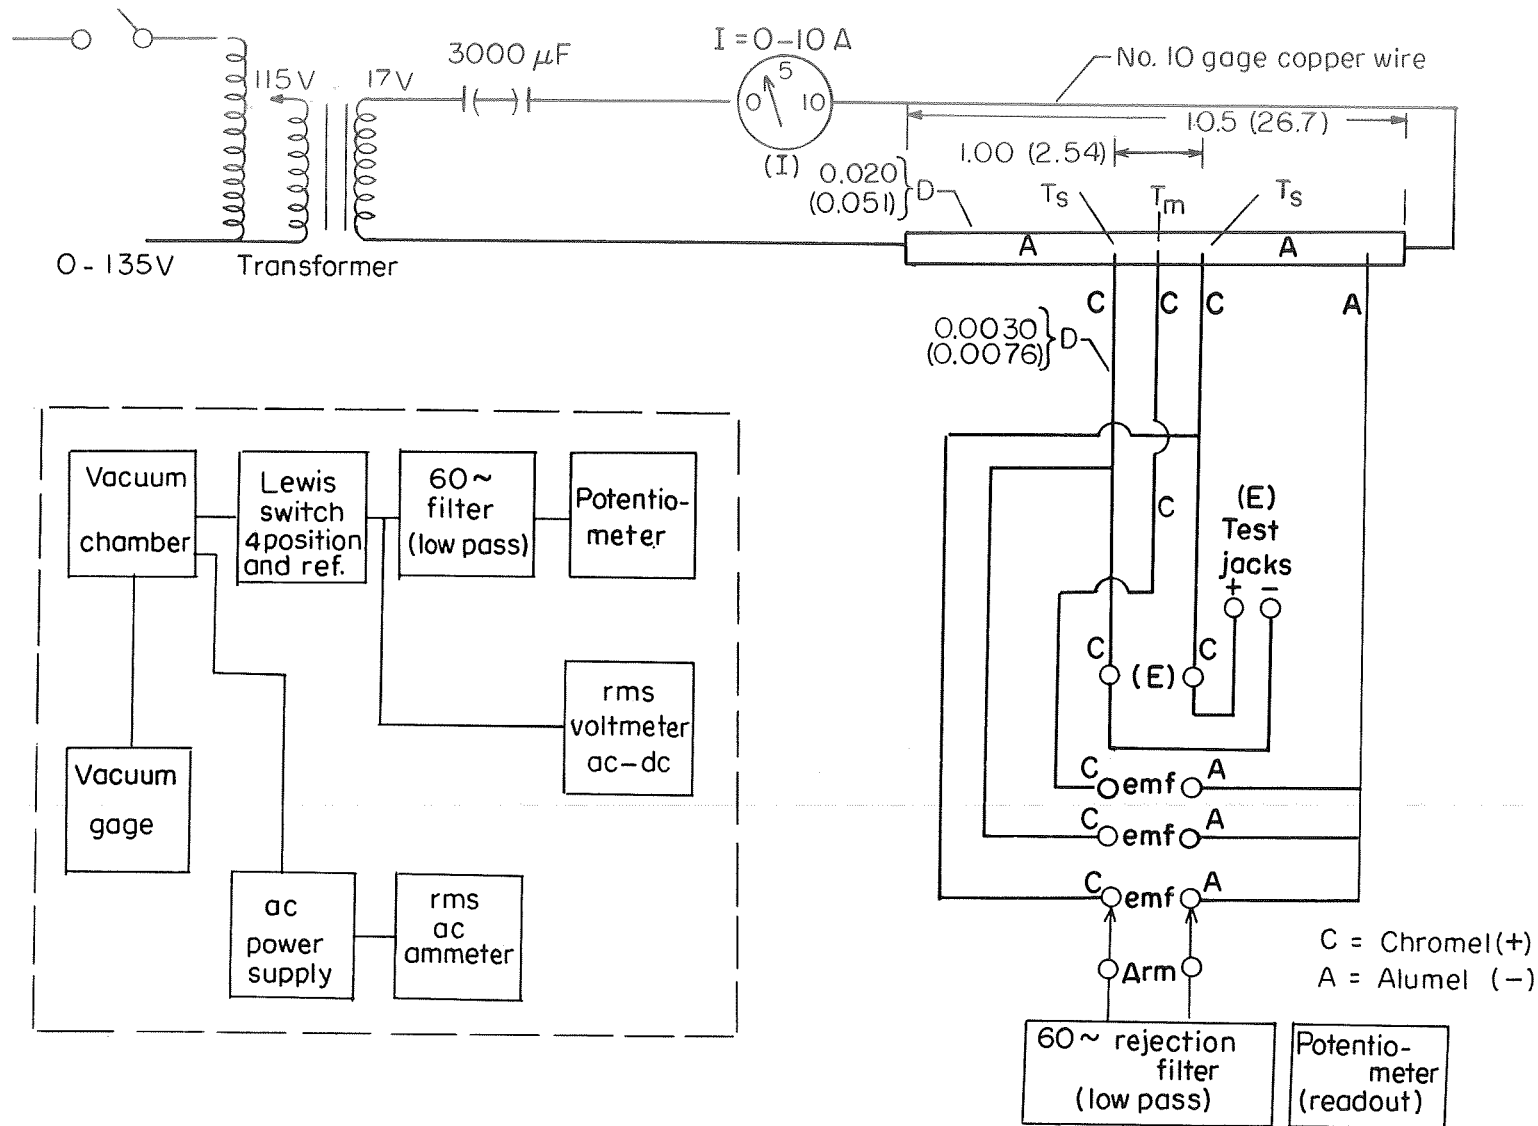 I = 0–10 A
3000 μF
No. 10 gage copper wire
115 V
17V
5
0
10
10.5 (26.7)
1.00 (2.54)
(I)
0.020
(0.051)
D
Ts
Tm
Ts
0 - 135V
Transformer
A
A
C
C
C
A
0.0030
(0.0076)
D
Vacuum
chamber
Lewis
switch
4 position
and ref.
60 ~
filter
(low pass)
Potentio-
meter
C
(E)
Test
jacks
+
−
C
(E)
C
rms
voltmeter
ac–dc
Vacuum
gage
C
emf
A
C
emf
A
C
emf
A
ac
power
supply
rms
ac
ammeter
Arm
C = Chromel (+)
A = Alumel (−)
60 ~ rejection
filter
(low pass)
Potentio-
meter
(readout)